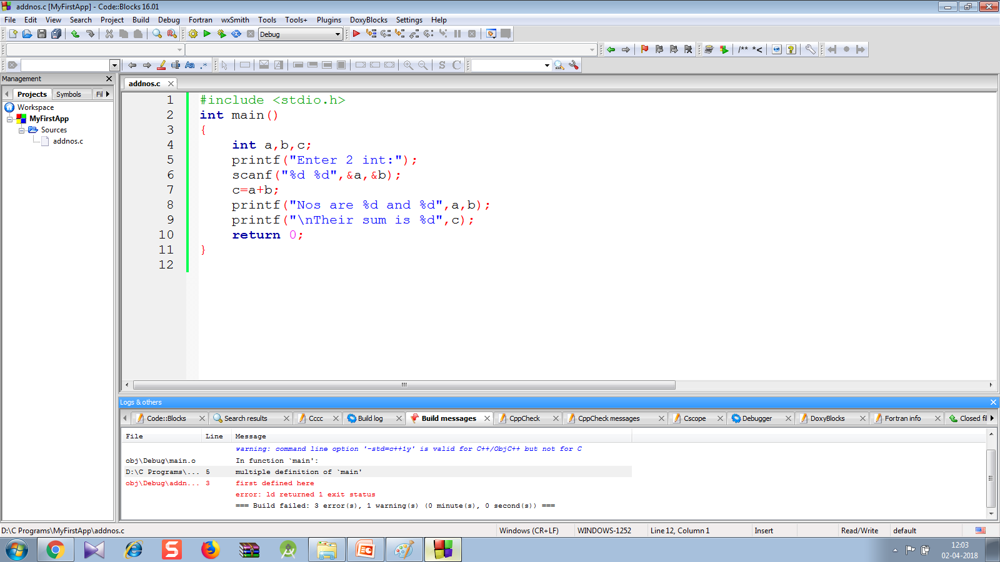 addnos.c [MyFirstApp] - Code::Blocks 16.01
File Edit View Search Project Build Debug Fortran wxSmith Tools Tools+ Plugins DoxyBlocks Settings Help
Debug
/** *<
Aa .*
S C
Management
addnos.c
Projects Symbols Fil
Workspace
MyFirstApp
Sources
addnos.c
1 #include <stdio.h>
2 int main()
3 {
4 int a,b,c;
5 printf("Enter 2 int:");
6 scanf("%d %d",&a,&b);
7 c=a+b;
8 printf("Nos are %d and %d",a,b);
9 printf("\nTheir sum is %d",c);
10 return 0;
11 }
12
Logs & others
Code::Blocks Search results Cccc Build log Build messages CppCheck CppCheck messages Cscope Debugger DoxyBlocks Fortran info Closed fil
File Line Message
warning: command line option '-std=c++1y' is valid for C++/ObjC++ but not for C
obj\Debug\main.o In function `main':
D:\C Programs\... 5 multiple definition of `main'
obj\Debug\addn... 3 first defined here
error: ld returned 1 exit status
=== Build failed: 3 error(s), 1 warning(s) (0 minute(s), 0 second(s)) ===
D:\C Programs\MyFirstApp\addnos.c Windows (CR+LF) WINDOWS-1252 Line 12, Column 1 Insert Read/Write default
12:03
02-04-2018